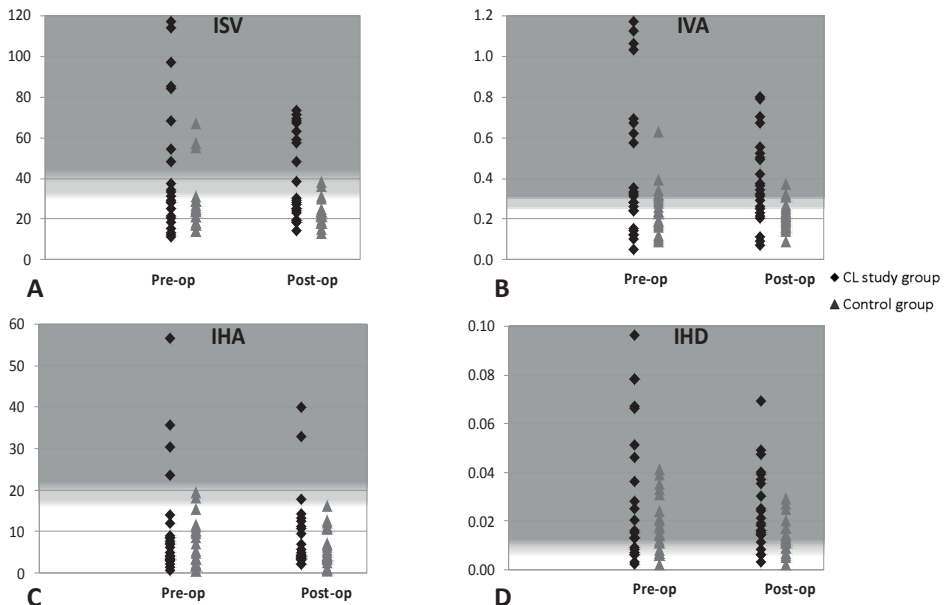 ISV
120
100
80
60
40
20
0
Pre-op Post-op
A
IVA
1.2
1.0
0.8
0.6
0.4
0.2
0.0
Pre-op Post-op
B
CL study group
Control group
IHA
60
50
40
30
20
10
0
Pre-op Post-op
C
IHD
0.10
0.08
0.06
0.04
0.02
0.00
Pre-op Post-op
D